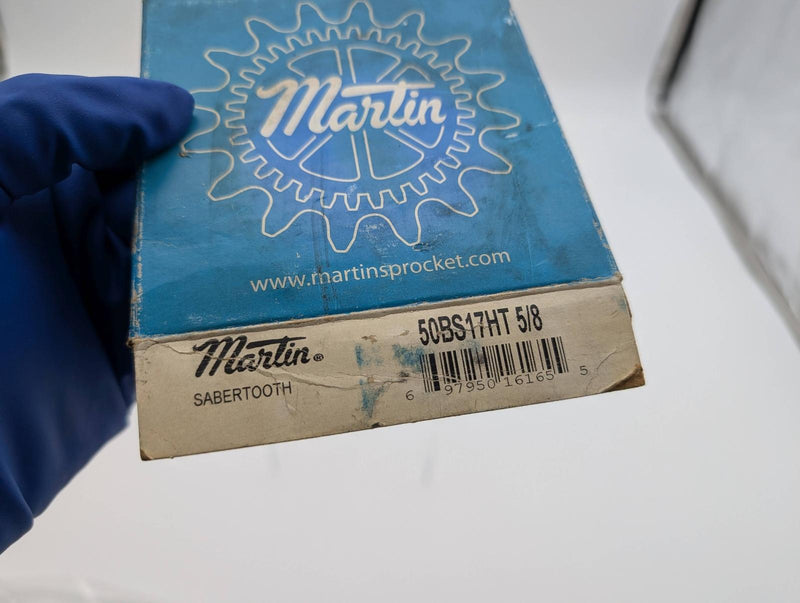 Martin
www.martinsprocket.com
Martin®
SABERTOOTH
50BS17HT 5/8
6 97950 16165 5